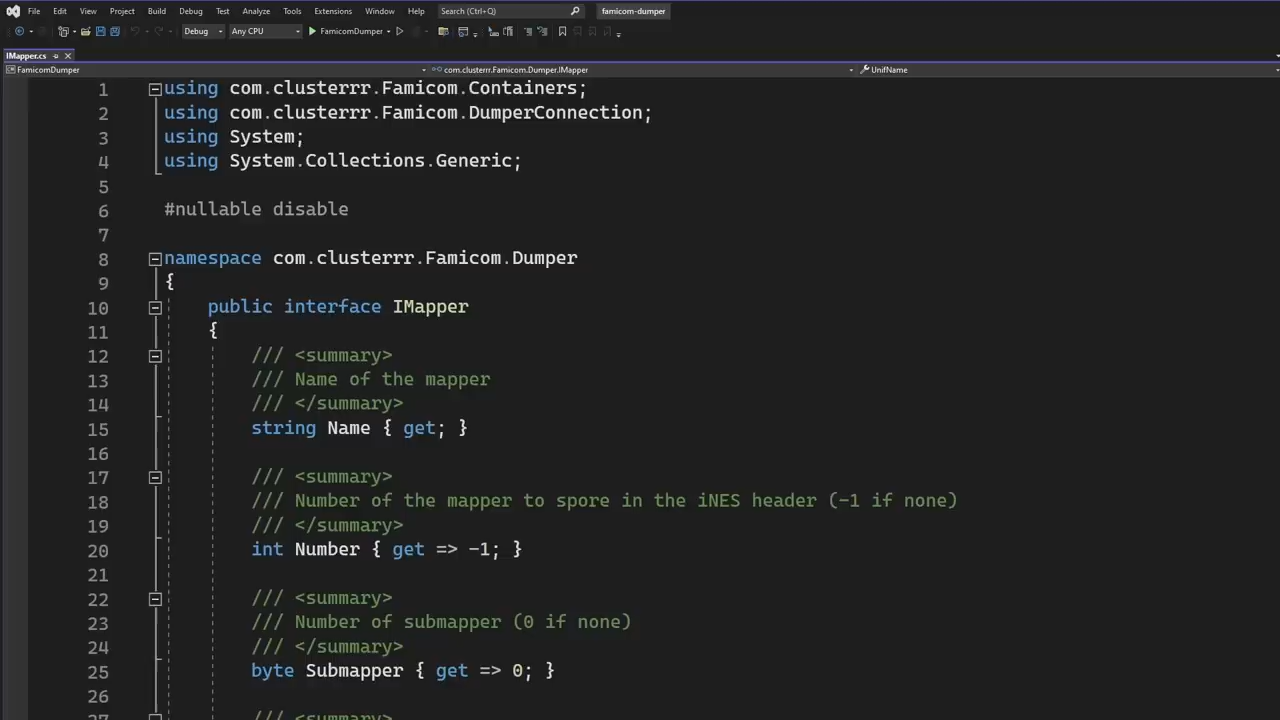 File Edit View Project Build Debug Test Analyze Tools Extensions Window Help Search (Ctrl+Q) famicom-dumper
Debug Any CPU FamicomDumper
IMapper.cs
FamicomDumper com.clusterrr.Famicom.Dumper.IMapper UnifName
1 using com.clusterrr.Famicom.Containers;
2 using com.clusterrr.Famicom.DumperConnection;
3 using System;
4 using System.Collections.Generic;
5
6 #nullable disable
7
8 namespace com.clusterrr.Famicom.Dumper
9 {
10 public interface IMapper
11 {
12 /// <summary>
13 /// Name of the mapper
14 /// </summary>
15 string Name { get; }
16
17 /// <summary>
18 /// Number of the mapper to spore in the iNES header (-1 if none)
19 /// </summary>
20 int Number { get => -1; }
21
22 /// <summary>
23 /// Number of submapper (0 if none)
24 /// </summary>
25 byte Submapper { get => 0; }
26
27 /// <summary>